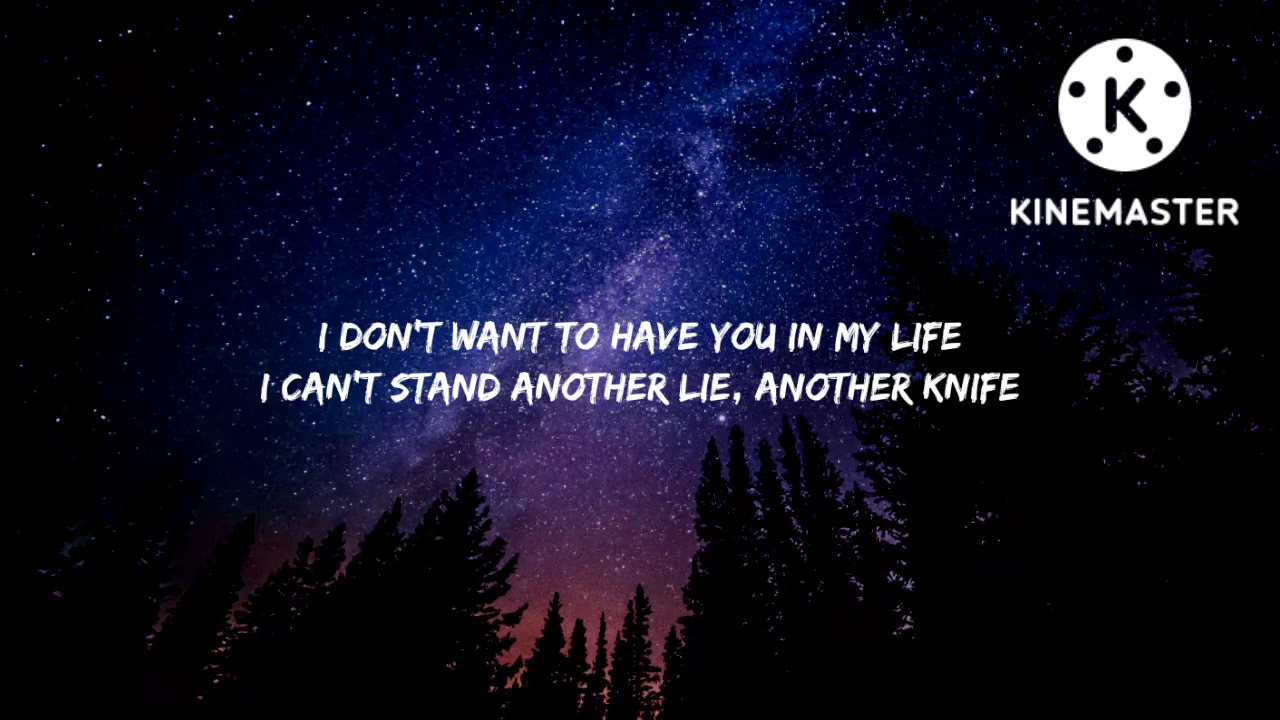 K
KINEMASTER
I DON'T WANT TO HAVE YOU IN MY LIFE
I CAN'T STAND ANOTHER LIE, ANOTHER KNIFE